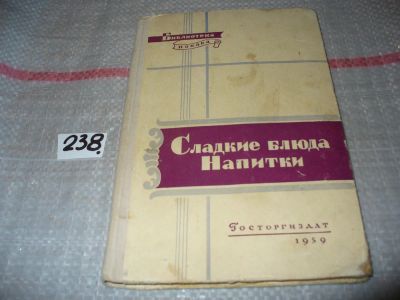 Библиотека
повара
238.
Сладкие блюда
Напитки
Госторгиздат
1959